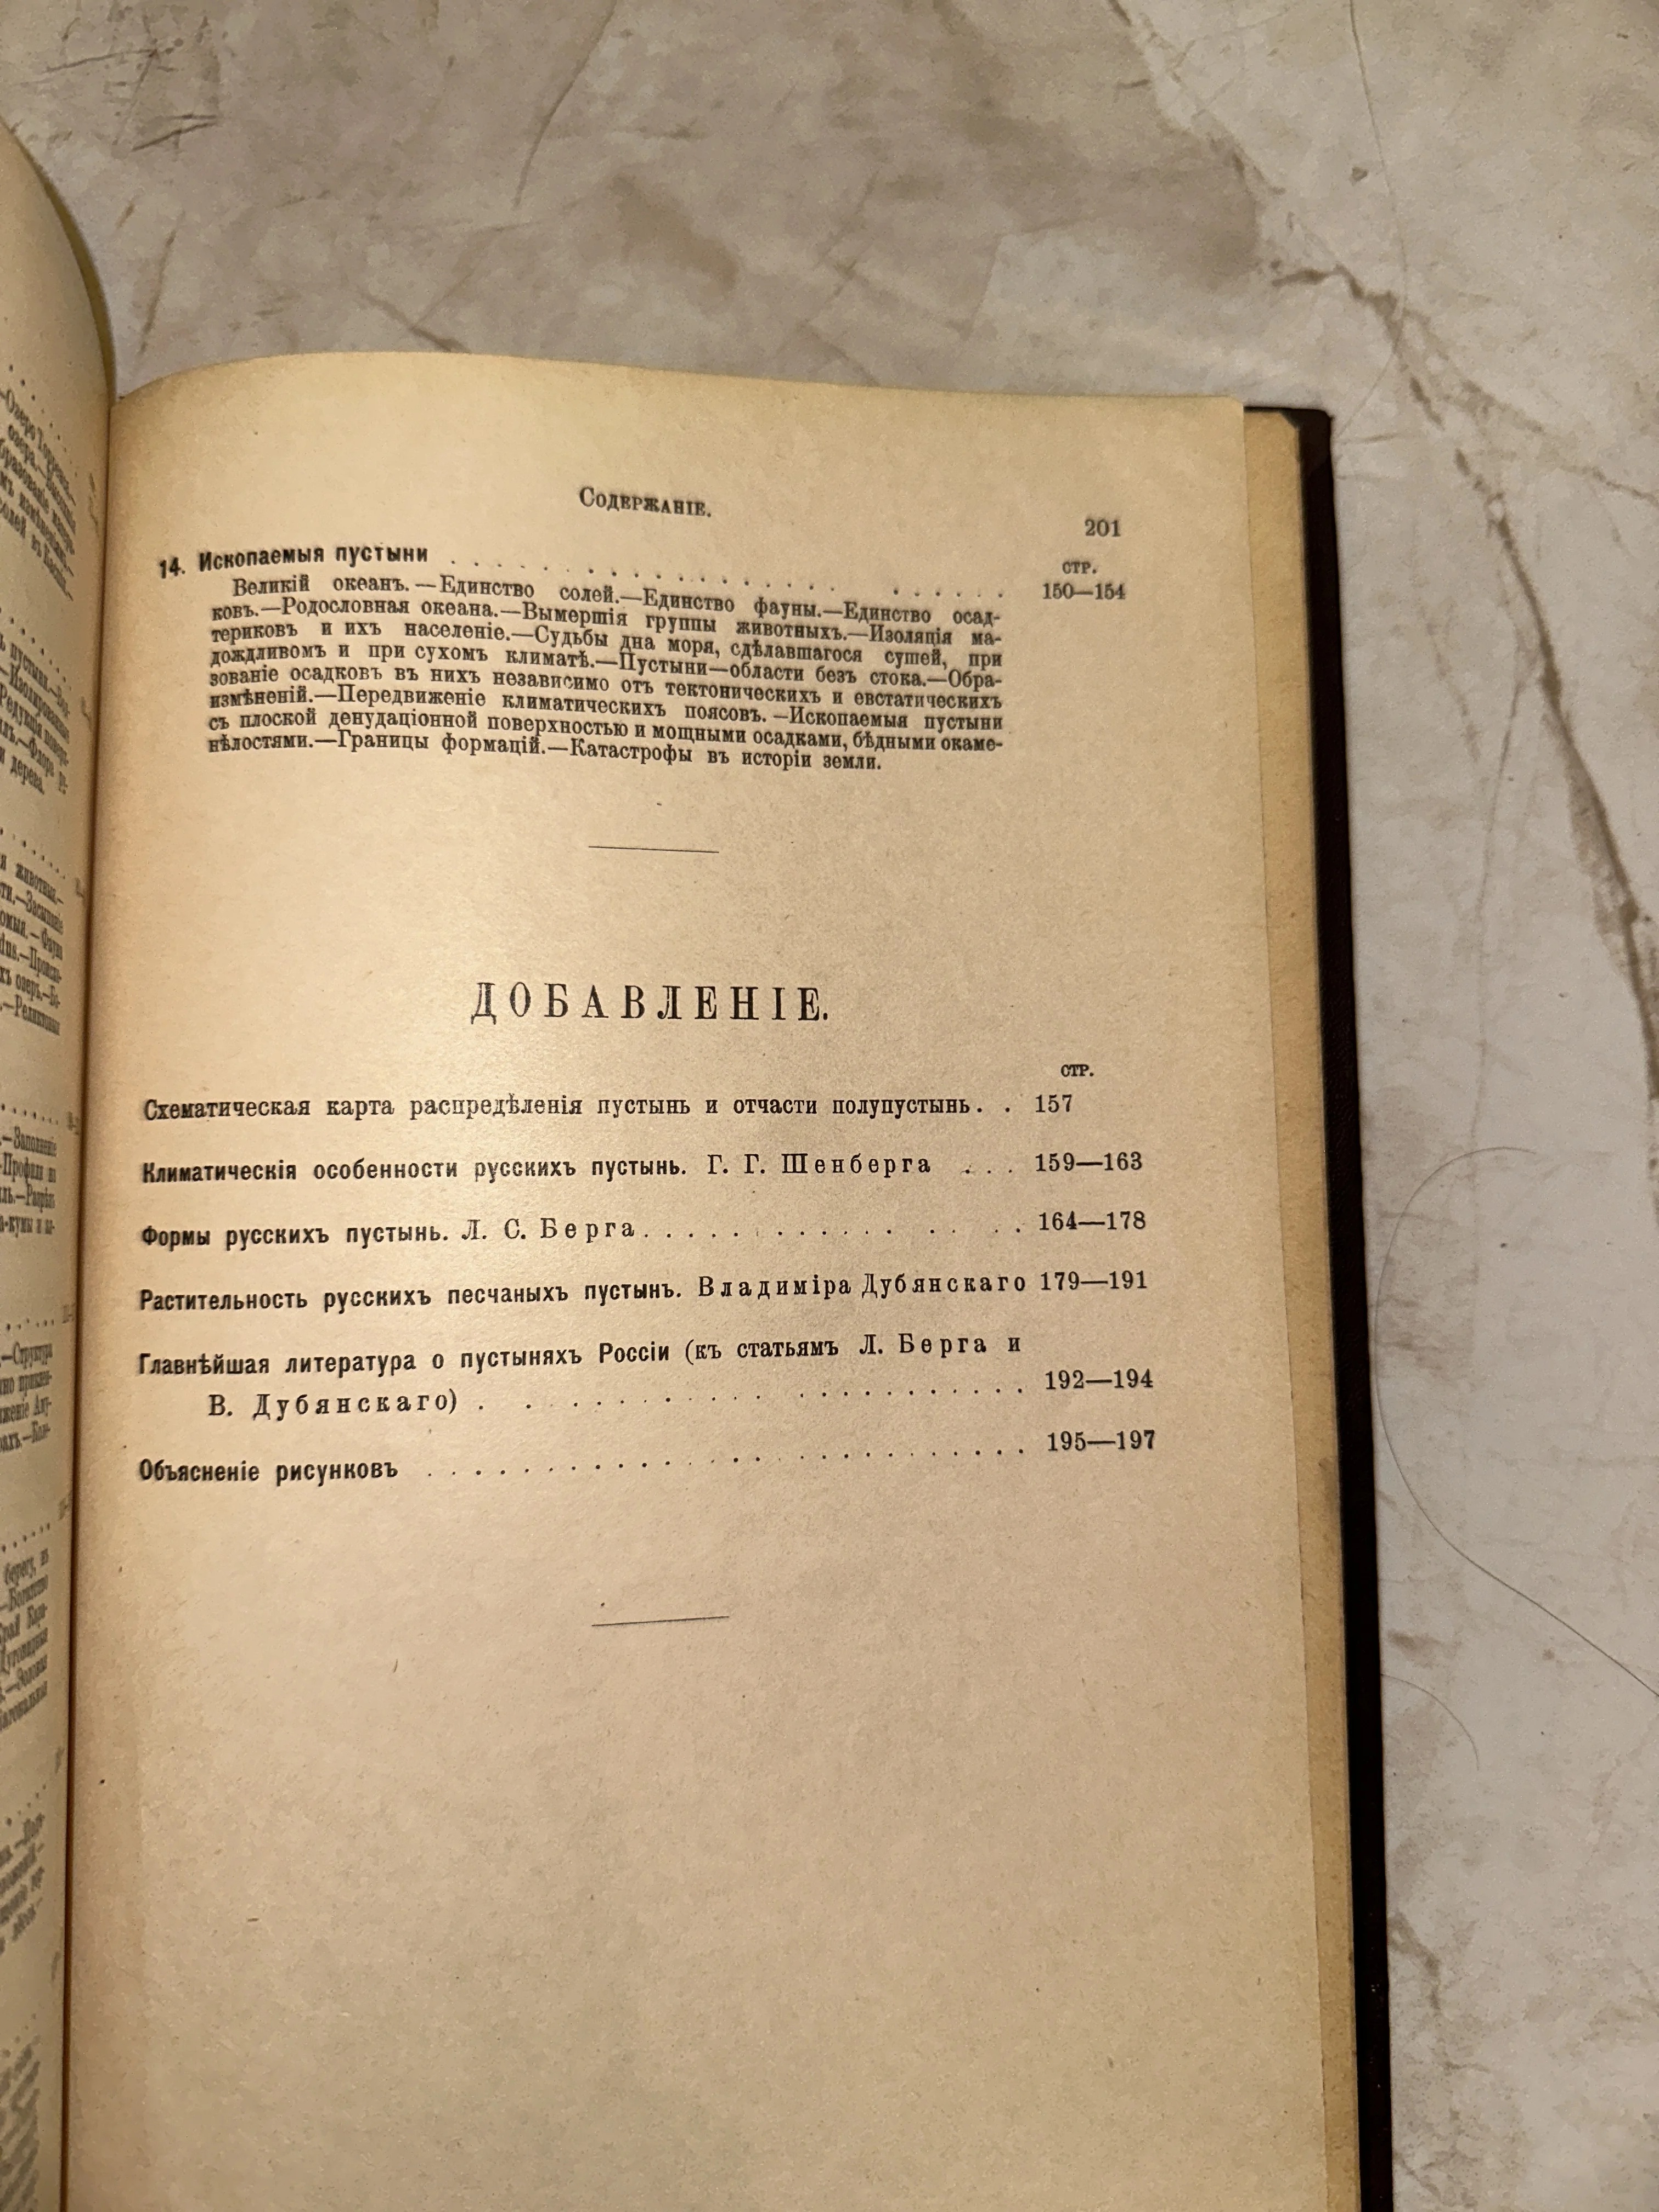 Содержаніе.
201
стр.
14. Ископаемыя пустыни . . . . . . . . . . . . . . . . . . 150—154
Великій океанъ.—Единство солей.—Единство фауны.—Единство осад-
ковъ.—Родословная океана.—Вымершія группы животныхъ.—Изоляція ма-
териковъ и ихъ населеніе.—Судьбы дна моря, сдѣлавшагося сушей, при
дождливомъ и при сухомъ климатѣ.—Пустыни—области безъ стока.—Обра-
зованіе осадковъ въ нихъ независимо отъ тектоническихъ и евстатическихъ
измѣненій.—Передвиженіе климатическихъ поясовъ.—Ископаемыя пустыни
съ плоской денудаціонной поверхностью и мощными осадками, бѣдными окаме-
нѣлостями.—Границы формацій.—Катастрофы въ исторіи земли.
ДОБАВЛЕНІЕ.
стр.
Схематическая карта распредѣленія пустынь и отчасти полупустынь. . 157
Климатическія особенности русскихъ пустынь. Г. Г. Шенберга . . . 159—163
Формы русскихъ пустынь. Л. С. Берга. . . . . . . . . . . . . . . 164—178
Растительность русскихъ песчаныхъ пустынъ. Владиміра Дубянскаго 179—191
Главнѣйшая литература о пустыняхъ Россіи (къ статьямъ Л. Берга и
В. Дубянскаго) . . . . . . . . . . . . . . . . . . . . . 192—194
Объясненіе рисунковъ . . . . . . . . . . . . . . . . . . . . . 195—197